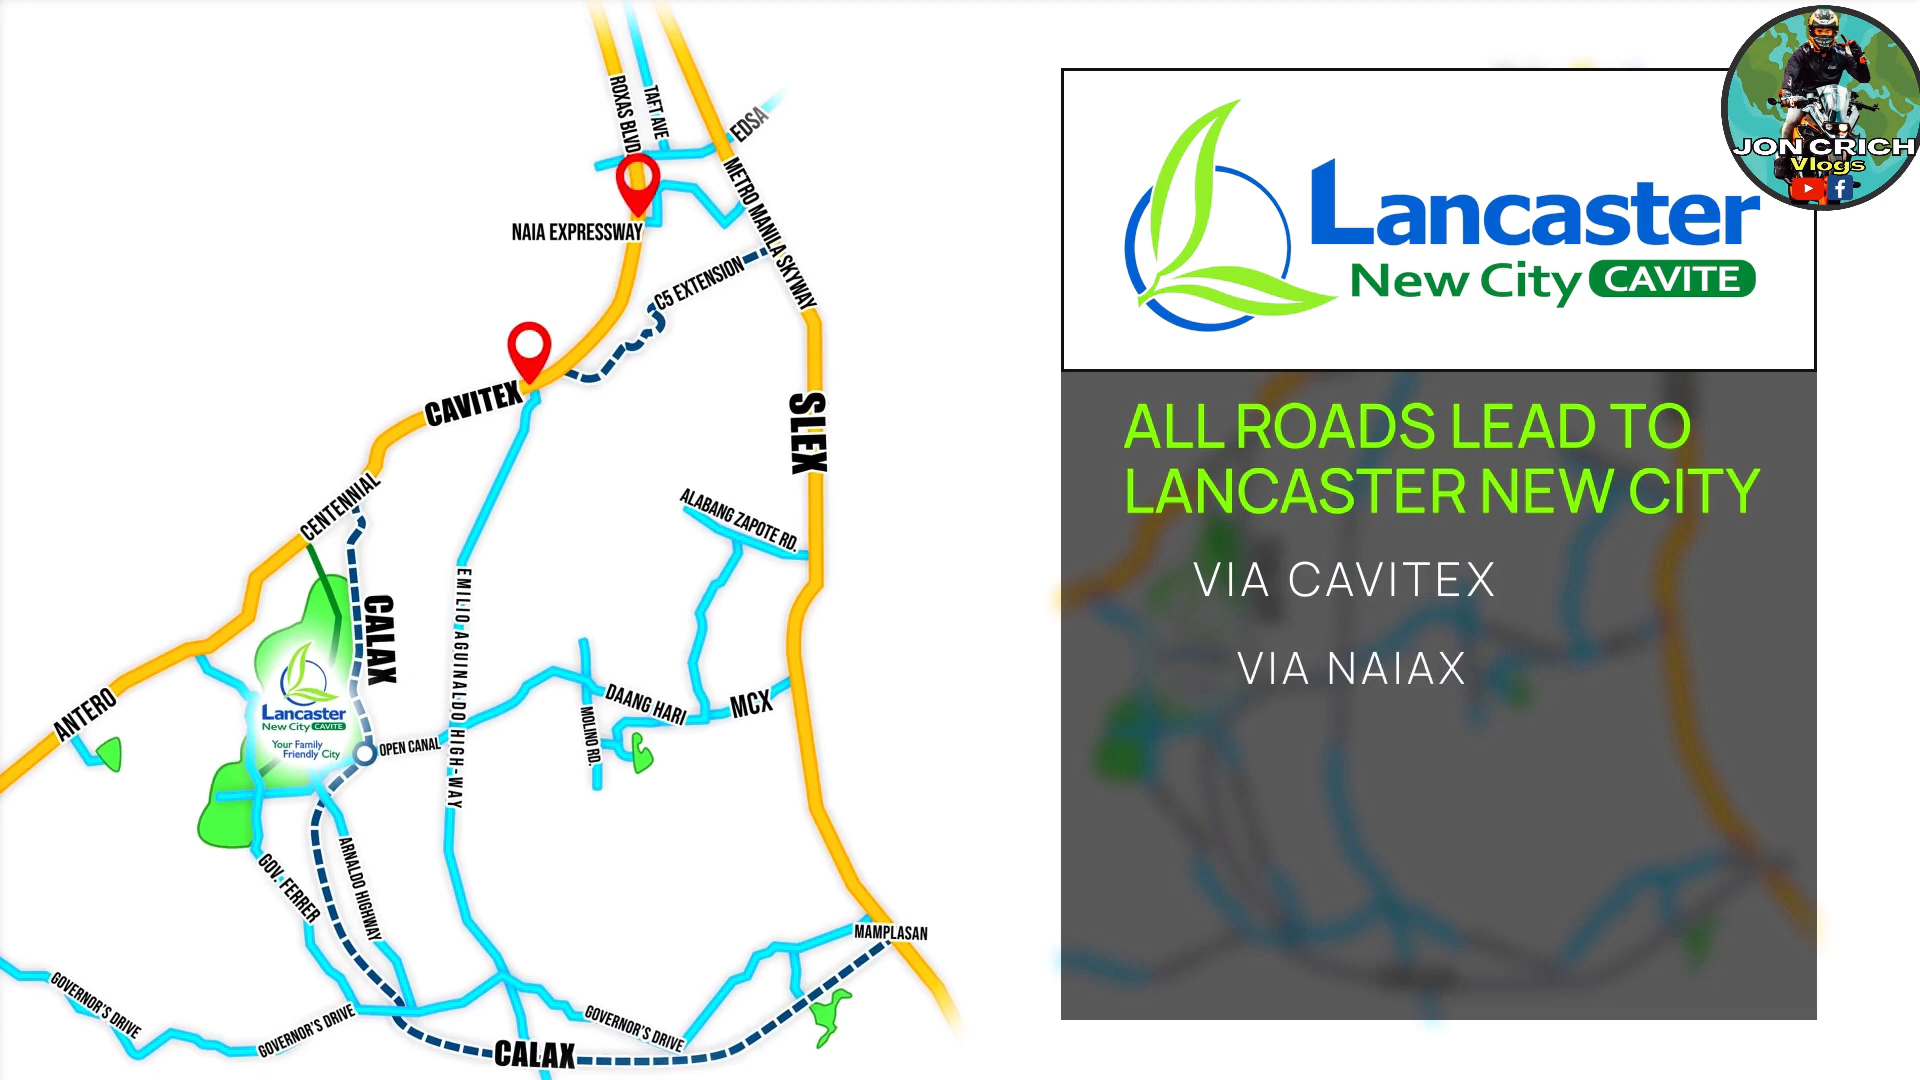 ROXAS BLVD
TAFT AVE
EDSA
METRO MANILA SKYWAY
NAIA EXPRESSWAY
C5 EXTENSION
CAVITEX
SLEX
CENTENNIAL
ALABANG ZAPOTE RD.
CALAX
EMILIO AGUINALDO HIGH-WAY
ANTERO
Lancaster
New City CAVITE
Your Family
Friendly City
OPEN CANAL
MOLINO RD.
DAANG HARI
MCX
GOV. FERRER
ARNALDO HIGHWAY
MAMPLASAN
GOVERNOR'S DRIVE
GOVERNOR'S DRIVE
GOVERNOR'S DRIVE
CALAX
Lancaster
New City CAVITE
JON CRICH
Vlogs
ALL ROADS LEAD TO
LANCASTER NEW CITY
VIA CAVITEX
VIA NAIAX